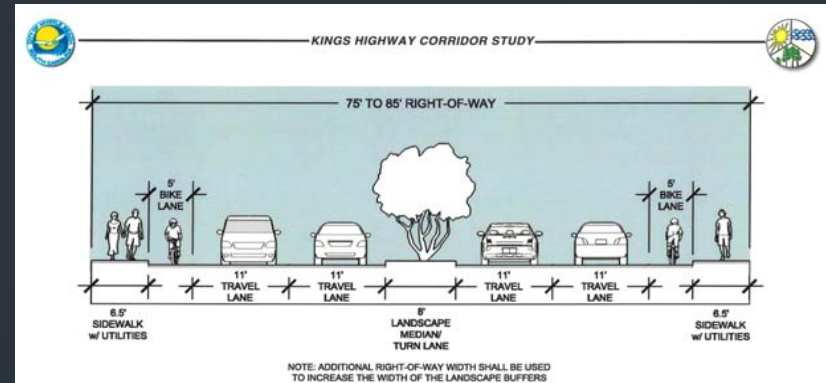 KINGS HIGHWAY CORRIDOR STUDY
75' TO 85' RIGHT-OF-WAY
5'
BIKE
LANE
5'
BIKE
LANE
11'
TRAVEL
LANE
11'
TRAVEL
LANE
11'
TRAVEL
LANE
11'
TRAVEL
LANE
6.5'
SIDEWALK
w/ UTILITIES
8'
LANDSCAPE
MEDIAN/
TURN LANE
6.5'
SIDEWALK
w/ UTILITIES
NOTE: ADDITIONAL RIGHT-OF-WAY WIDTH SHALL BE USED
TO INCREASE THE WIDTH OF THE LANDSCAPE BUFFERS